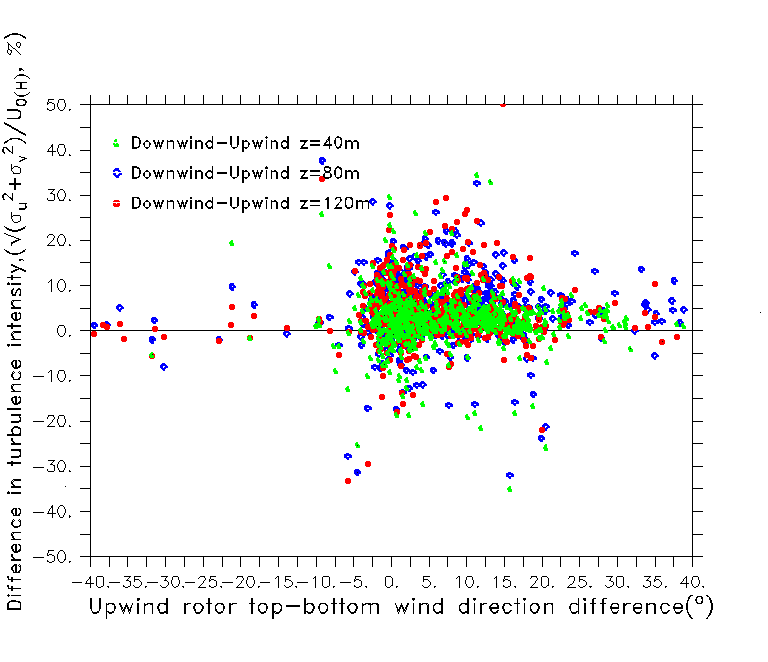 Difference in turbulence intensity,(√(σu²+σv²)/U0(H), %)
50.
40.
30.
20.
10.
0.
−10.
−20.
−30.
−40.
−50.
Downwind−Upwind z=40m
Downwind−Upwind z=80m
Downwind−Upwind z=120m
−40.−35.−30.−25.−20.−15.−10.−5. 0. 5. 10. 15. 20. 25. 30. 35. 40.
Upwind rotor top−bottom wind direction difference(°)